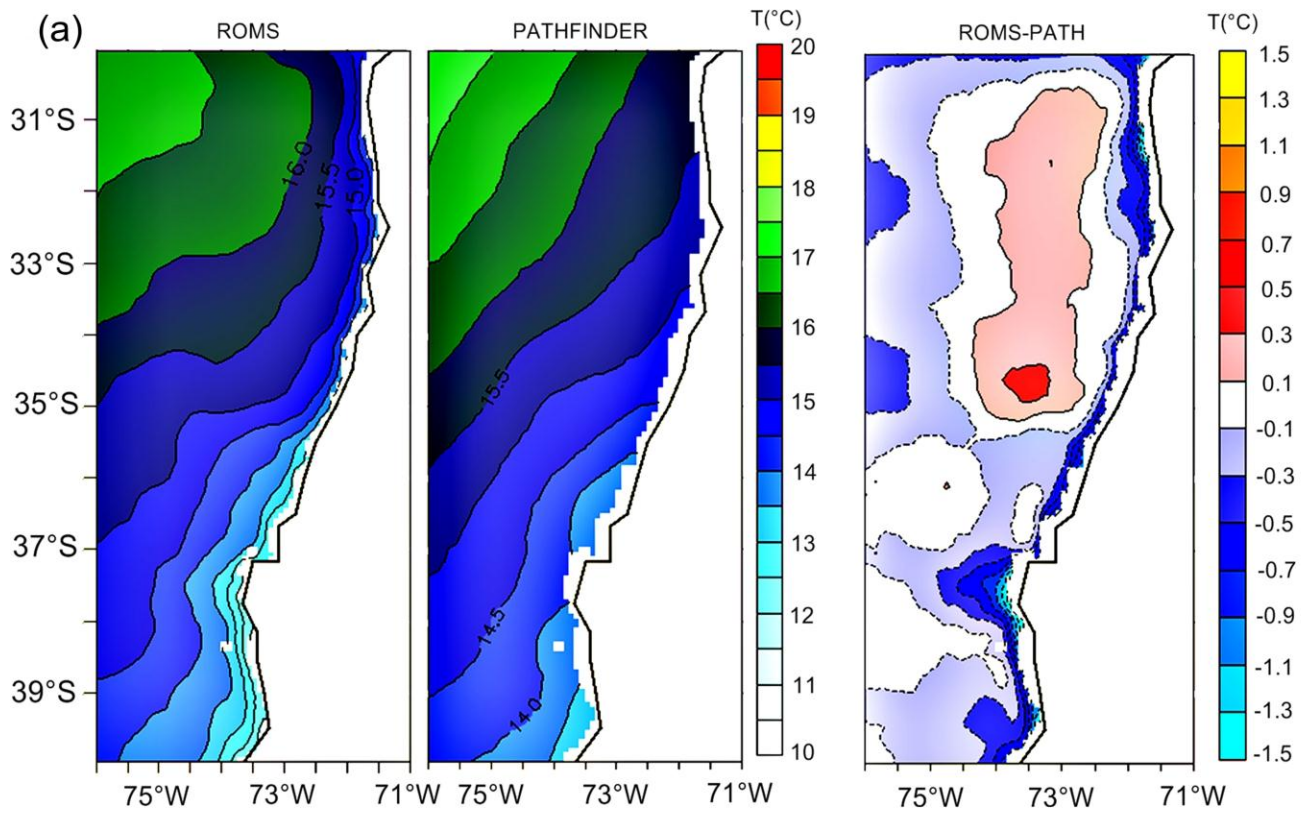 (a)
ROMS
PATHFINDER
T(°C)
ROMS-PATH
T(°C)
31°S
33°S
35°S
37°S
39°S
16.0
15.5
15.0
15.5
14.5
14.0
20
19
18
17
16
15
14
13
12
11
10
1.5
1.3
1.1
0.9
0.7
0.5
0.3
0.1
-0.1
-0.3
-0.5
-0.7
-0.9
-1.1
-1.3
-1.5
75°W
73°W
71°W
75°W
73°W
71°W
75°W
73°W
71°W